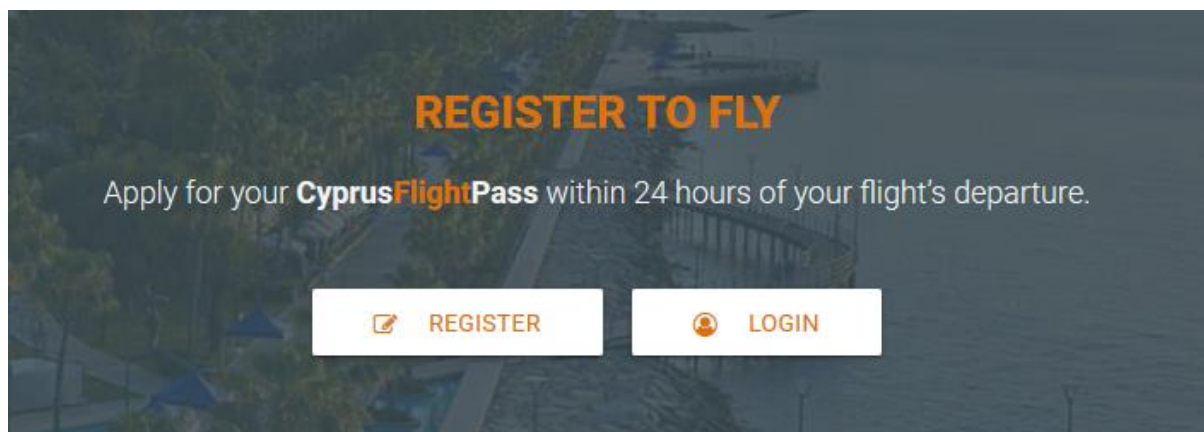 REGISTER TO FLY
Apply for your CyprusFlightPass within 24 hours of your flight's departure.
REGISTER
LOGIN